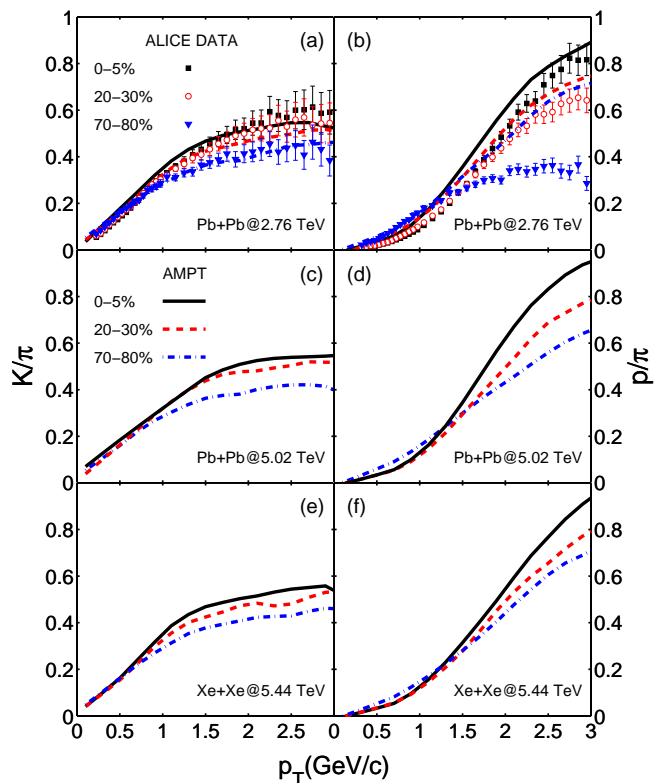 ALICE DATA
0−5%
20−30%
70−80%
(a)
(b)
Pb+Pb@2.76 TeV
Pb+Pb@2.76 TeV
1
0.8
0.6
0.4
0.2
0
1
0.8
0.6
0.4
0.2
0
AMPT
0−5%
20−30%
70−80%
(c)
(d)
Pb+Pb@5.02 TeV
Pb+Pb@5.02 TeV
K/π
p/π
0.8
0.6
0.4
0.2
0
0.8
0.6
0.4
0.2
0
(e)
(f)
Xe+Xe@5.44 TeV
Xe+Xe@5.44 TeV
0.8
0.6
0.4
0.2
0
0.8
0.6
0.4
0.2
0
0 0.5 1 1.5 2 2.5 3 0 0.5 1 1.5 2 2.5 3
p_T(GeV/c)